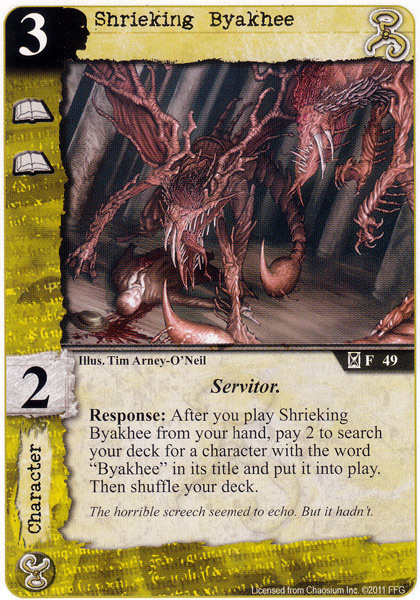 3
Shrieking Byakhee
Illus. Tim Arney-O'Neil
F 49
2
Servitor.
Response: After you play Shrieking
Byakhee from your hand, pay 2 to search
your deck for a character with the word
“Byakhee” in its title and put it into play.
Then shuffle your deck.
The horrible screech seemed to echo. But it hadn't.
Character
Licensed from Chaosium Inc. ©2011 FFG